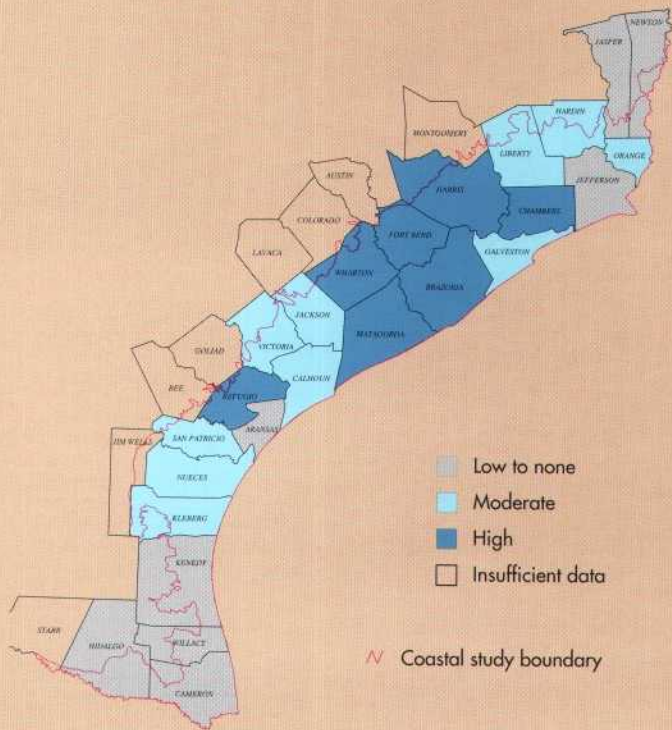 NEWTON
JASPER
HARDIN
MONTGOMERY
LIBERTY
ORANGE
JEFFERSON
AUSTIN
HARRIS
CHAMBERS
COLORADO
FORT BEND
LAVACA
GALVESTON
WHARTON
BRAZORIA
JACKSON
MATAGORDA
VICTORIA
GOLIAD
CALHOUN
BEE
REFUGIO
ARANSAS
JIM WELLS
SAN PATRICIO
NUECES
KLEBERG
KENEDY
STARR
HIDALGO
WILLACY
CAMERON
Low to none
Moderate
High
Insufficient data
Coastal study boundary